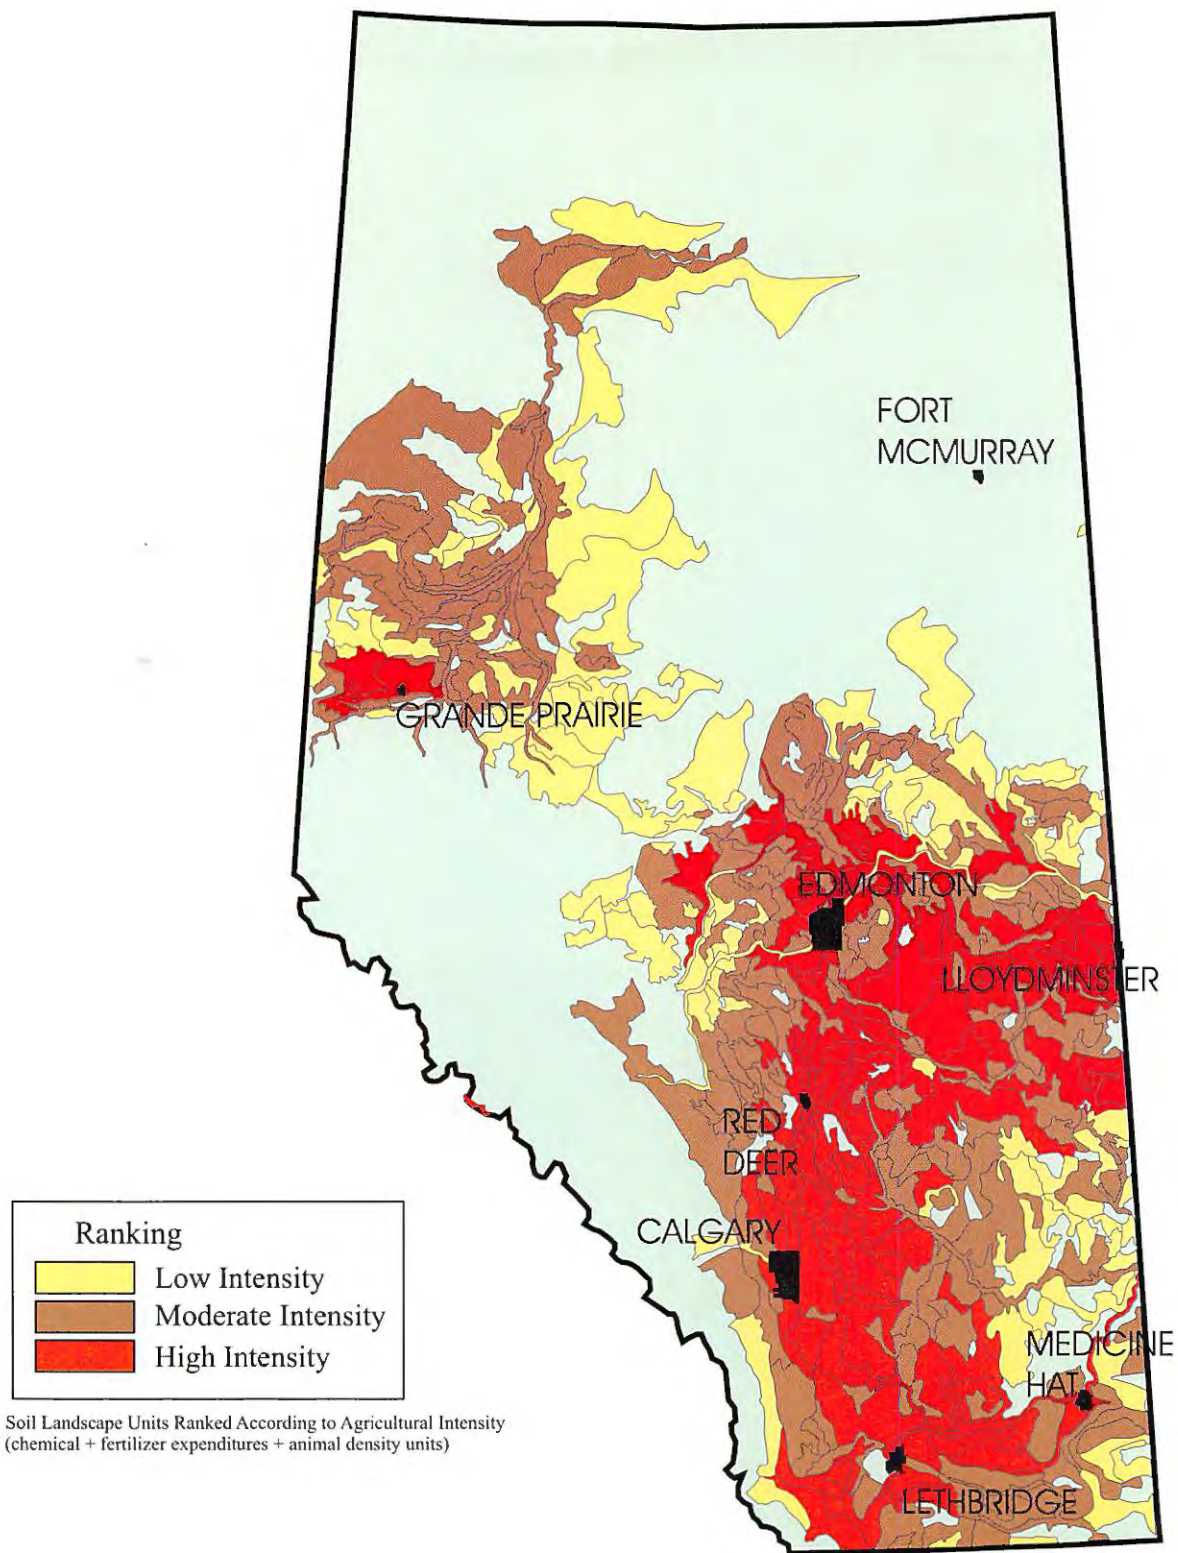 FORT
MCMURRAY
GRANDE PRAIRIE
EDMONTON
LLOYDMINSTER
RED
DEER
CALGARY
MEDICINE
HAT
LETHBRIDGE
Ranking
Low Intensity
Moderate Intensity
High Intensity
Soil Landscape Units Ranked According to Agricultural Intensity
(chemical + fertilizer expenditures + animal density units)